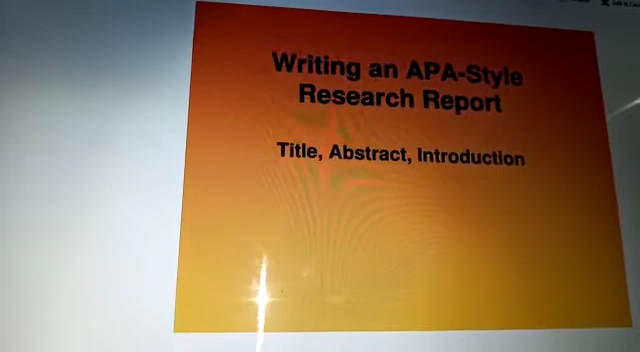 Writing an APA-Style
Research Report
Title, Abstract, Introduction